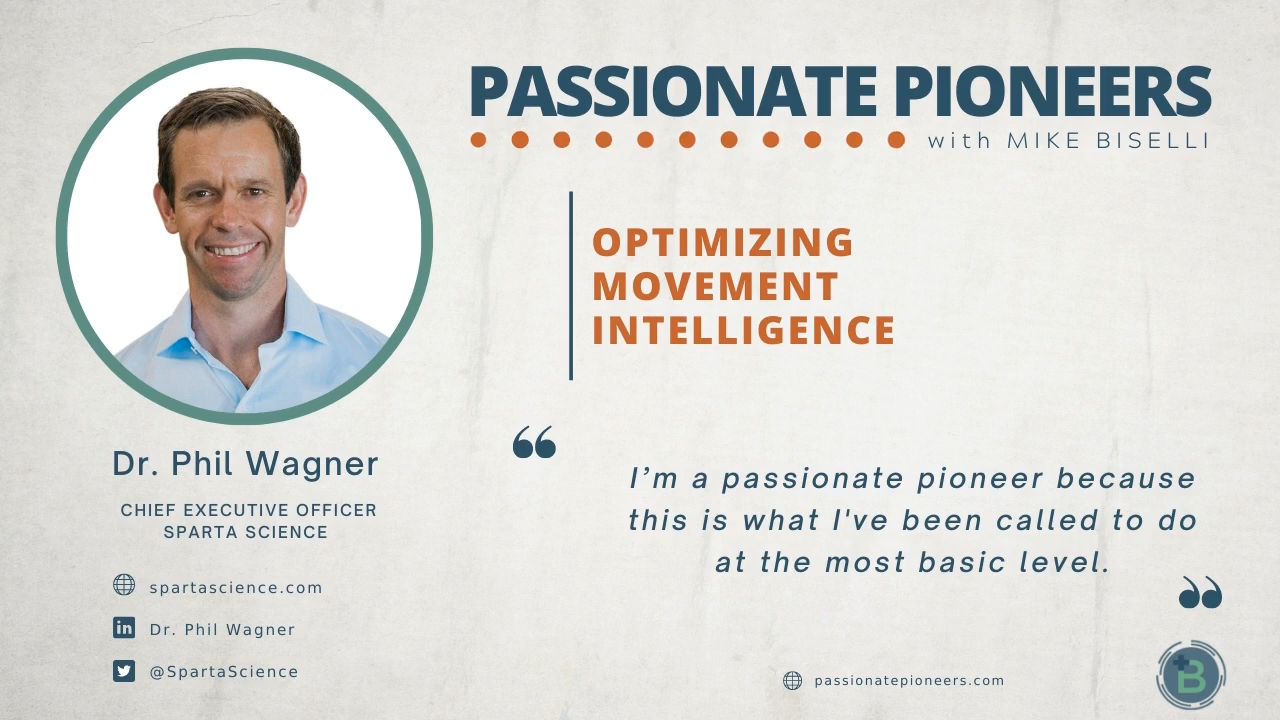 PASSIONATE PIONEERS
with MIKE BISELLI
OPTIMIZING
MOVEMENT
INTELLIGENCE
“
I’m a passionate pioneer because
this is what I've been called to do
at the most basic level.
”
Dr. Phil Wagner
CHIEF EXECUTIVE OFFICER
SPARTA SCIENCE
spartascience.com
in Dr. Phil Wagner
@SpartaScience
passionatepioneers.com
B